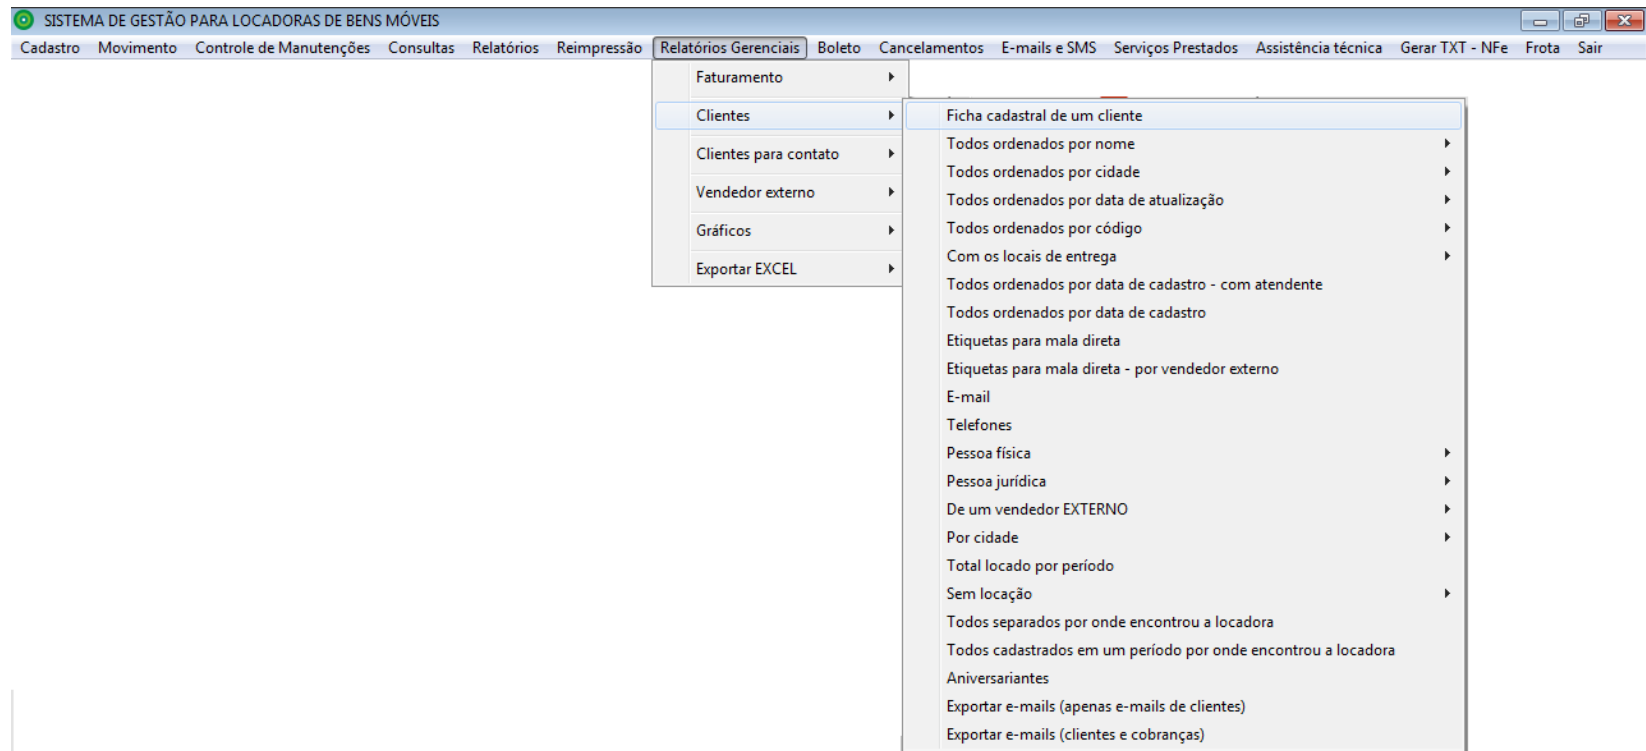 SISTEMA DE GESTÃO PARA LOCADORAS DE BENS MÓVEIS
Cadastro Movimento Controle de Manutenções Consultas Relatórios Reimpressão Relatórios Gerenciais Boleto Cancelamentos E-mails e SMS Serviços Prestados Assistência técnica Gerar TXT - NFe Frota Sair
Faturamento
Clientes
Clientes para contato
Vendedor externo
Gráficos
Exportar EXCEL
Ficha cadastral de um cliente
Todos ordenados por nome
Todos ordenados por cidade
Todos ordenados por data de atualização
Todos ordenados por código
Com os locais de entrega
Todos ordenados por data de cadastro - com atendente
Todos ordenados por data de cadastro
Etiquetas para mala direta
Etiquetas para mala direta - por vendedor externo
E-mail
Telefones
Pessoa física
Pessoa jurídica
De um vendedor EXTERNO
Por cidade
Total locado por período
Sem locação
Todos separados por onde encontrou a locadora
Todos cadastrados em um período por onde encontrou a locadora
Aniversariantes
Exportar e-mails (apenas e-mails de clientes)
Exportar e-mails (clientes e cobranças)